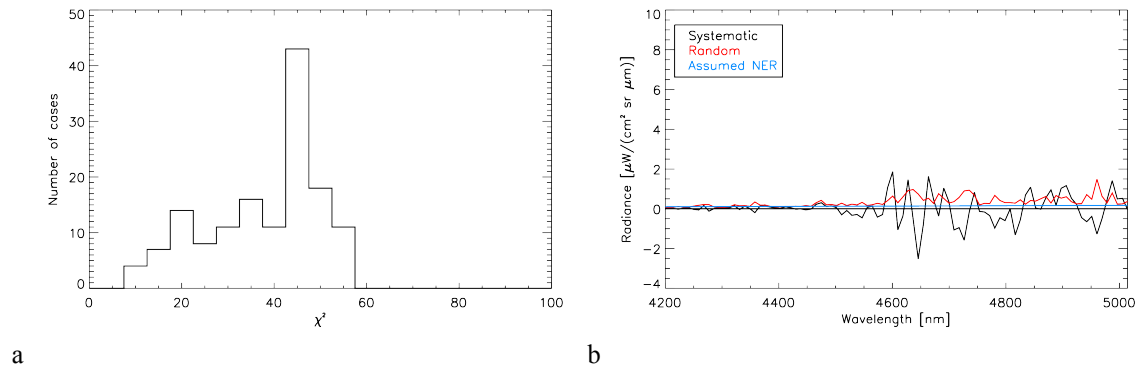 50
40
30
20
10
0
Number of cases
0 20 40 60 80 100
χ²
a
10
8
6
4
2
0
-2
-4
Radiance [μW/(cm² sr μm)]
Systematic
Random
Assumed NER
4200 4400 4600 4800 5000
Wavelength [nm]
b